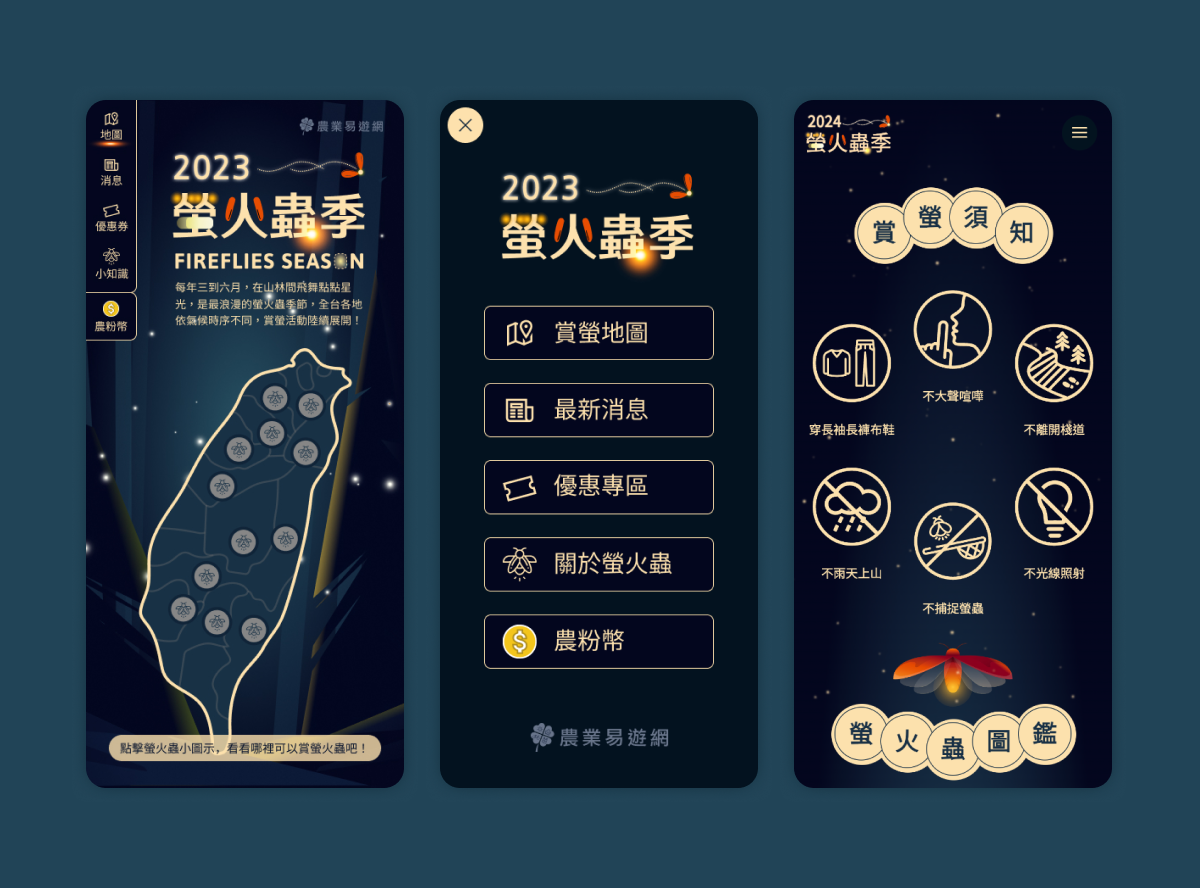 地圖
消息
優惠券
小知識
農粉幣
農業易遊網
2023
螢火蟲季
FIREFLIES SEASON
每年三到六月，在山林間飛舞點點星
光，是最浪漫的螢火蟲季節，全台各地
依氣候時序不同，賞螢活動陸續展開！
點擊螢火蟲小圖示，看看哪裡可以賞螢火蟲吧！
2023
螢火蟲季
賞螢地圖
最新消息
優惠專區
關於螢火蟲
農粉幣
農業易遊網
2024
螢火蟲季
賞螢須知
不大聲喧嘩
穿長袖長褲布鞋
不離開棧道
不雨天上山
不光線照射
不捕捉螢蟲
螢火蟲圖鑑